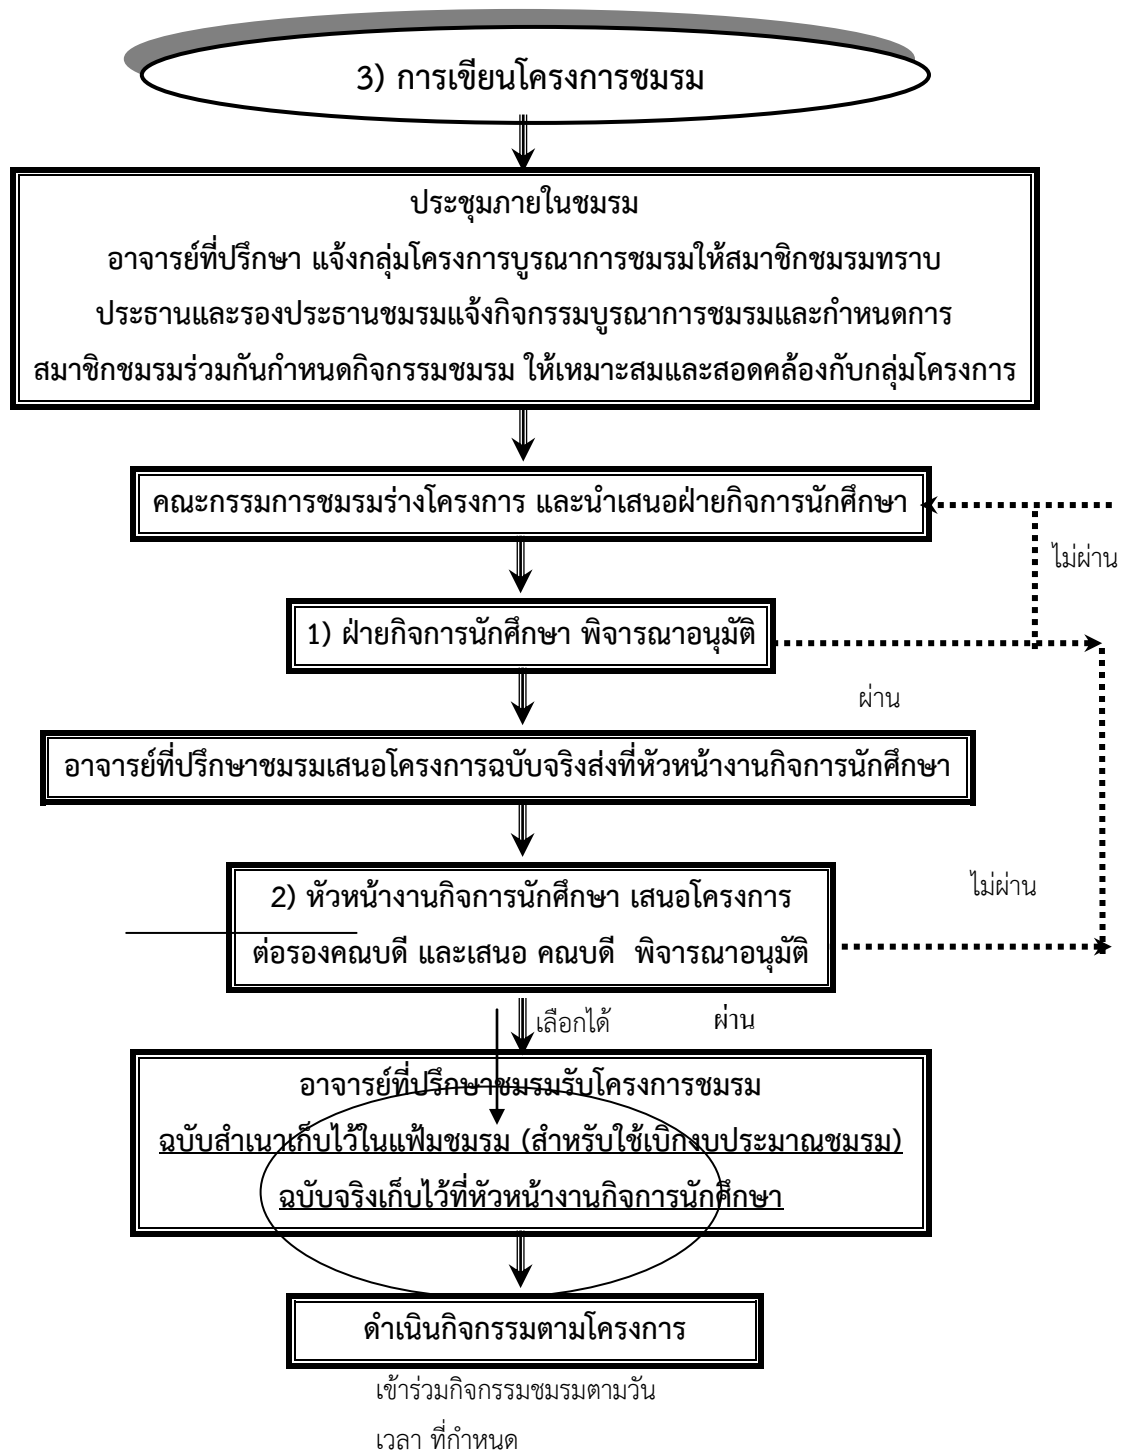 3) การเขียนโครงการชมรม
ประชุมภายในชมรม
อาจารย์ที่ปรึกษา แจ้งกลุ่มโครงการบูรณาการชมรมให้สมาชิกชมรมทราบ
ประธานและรองประธานชมรมแจ้งกิจกรรมบูรณาการชมรมและกำหนดการ
สมาชิกชมรมร่วมกันกำหนดกิจกรรมชมรม ให้เหมาะสมและสอดคล้องกับกลุ่มโครงการ
คณะกรรมการชมรมร่างโครงการ และนำเสนอฝ่ายกิจการนักศึกษา
ไม่ผ่าน
1) ฝ่ายกิจการนักศึกษา พิจารณาอนุมัติ
ผ่าน
อาจารย์ที่ปรึกษาชมรมเสนอโครงการฉบับจริงส่งที่หัวหน้างานกิจการนักศึกษา
ไม่ผ่าน
2) หัวหน้างานกิจการนักศึกษา เสนอโครงการ
ต่อรองคณบดี และเสนอ คณบดี  พิจารณาอนุมัติ
เลือกได้ ผ่าน
อาจารย์ที่ปรึกษาชมรมรับโครงการชมรม
ฉบับสำเนาเก็บไว้ในแฟ้มชมรม (สำหรับใช้เบิกงบประมาณชมรม)
ฉบับจริงเก็บไว้ที่หัวหน้างานกิจการนักศึกษา
ดำเนินกิจกรรมตามโครงการ
เข้าร่วมกิจกรรมชมรมตามวัน
เวลา ที่กำหนด